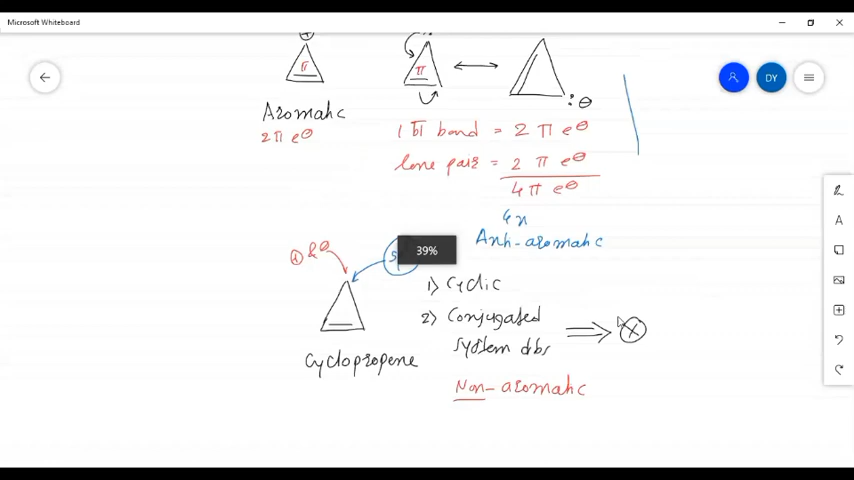 Microsoft Whiteboard
DY
⊕
π
π
Aromatic
2 π e⊖
:⊖
1 π bond = 2 π e⊖
lone pair = 2 π e⊖
4 π e⊖
4n
Anti-aromatic
39%
⊕ & ⊖
1) Cyclic
2) Conjugated
system dbs
⇒ ⊗
Cyclopropene
Non-aromatic
A